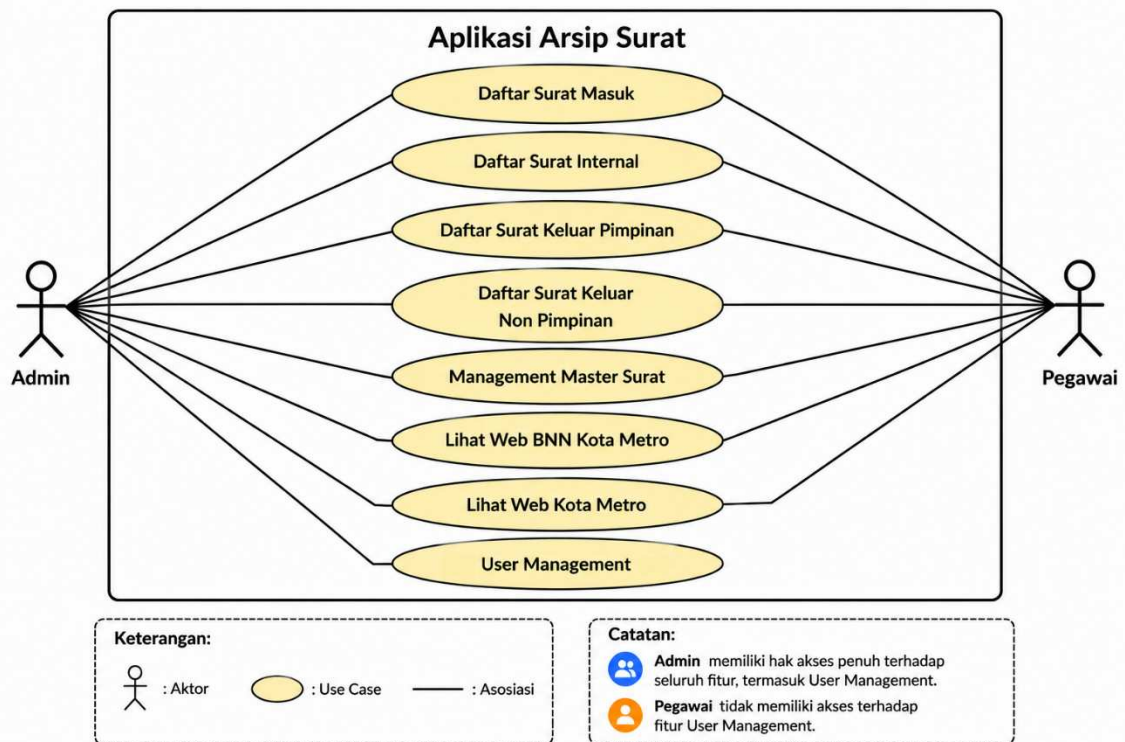 Aplikasi Arsip Surat
Daftar Surat Masuk
Daftar Surat Internal
Daftar Surat Keluar Pimpinan
Daftar Surat Keluar
Non Pimpinan
Management Master Surat
Lihat Web BNN Kota Metro
Lihat Web Kota Metro
User Management
Admin
Pegawai
Keterangan:
: Aktor
: Use Case
: Asosiasi
Catatan:
Admin memiliki hak akses penuh terhadap
seluruh fitur, termasuk User Management.
Pegawai tidak memiliki akses terhadap
fitur User Management.